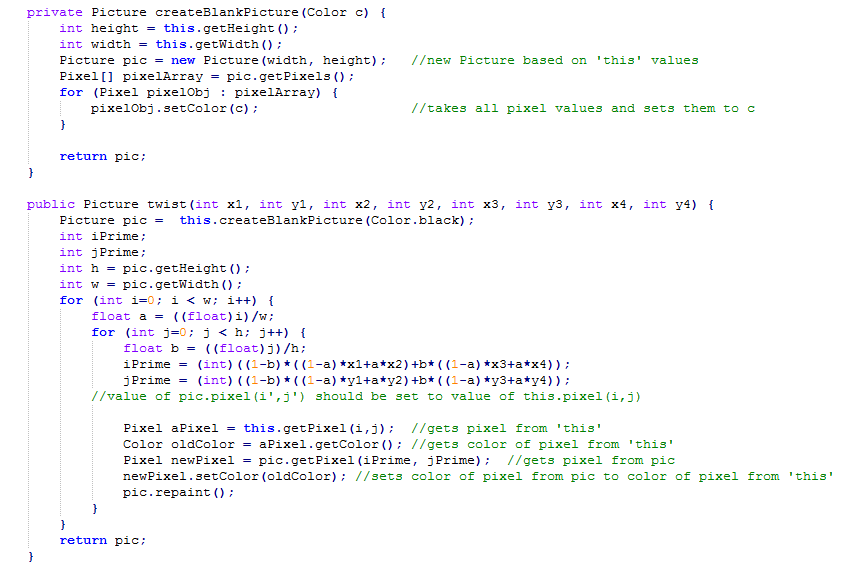 private Picture createBlankPicture(Color c) {
int height = this.getHeight();
int width = this.getWidth();
Picture pic = new Picture(width, height);   //new Picture based on 'this' values
Pixel[] pixelArray = pic.getPixels();
for (Pixel pixelObj : pixelArray) {
pixelObj.setColor(c);                   //takes all pixel values and sets them to c
}
return pic;
}
public Picture twist(int x1, int y1, int x2, int y2, int x3, int y3, int x4, int y4) {
Picture pic =  this.createBlankPicture(Color.black);
int iPrime;
int jPrime;
int h = pic.getHeight();
int w = pic.getWidth();
for (int i=0; i < w; i++) {
float a = ((float)i)/w;
for (int j=0; j < h; j++) {
float b = ((float)j)/h;
iPrime = (int)((1-b)*((1-a)*x1+a*x2)+b*((1-a)*x3+a*x4));
jPrime = (int)((1-b)*((1-a)*y1+a*y2)+b*((1-a)*y3+a*y4));
//value of pic.pixel(i',j') should be set to value of this.pixel(i,j)
Pixel aPixel = this.getPixel(i,j);  //gets pixel from 'this'
Color oldColor = aPixel.getColor(); //gets color of pixel from 'this'
Pixel newPixel = pic.getPixel(iPrime, jPrime);  //gets pixel from pic
newPixel.setColor(oldColor); //sets color of pixel from pic to color of pixel from 'this'
pic.repaint();
}
}
return pic;
}